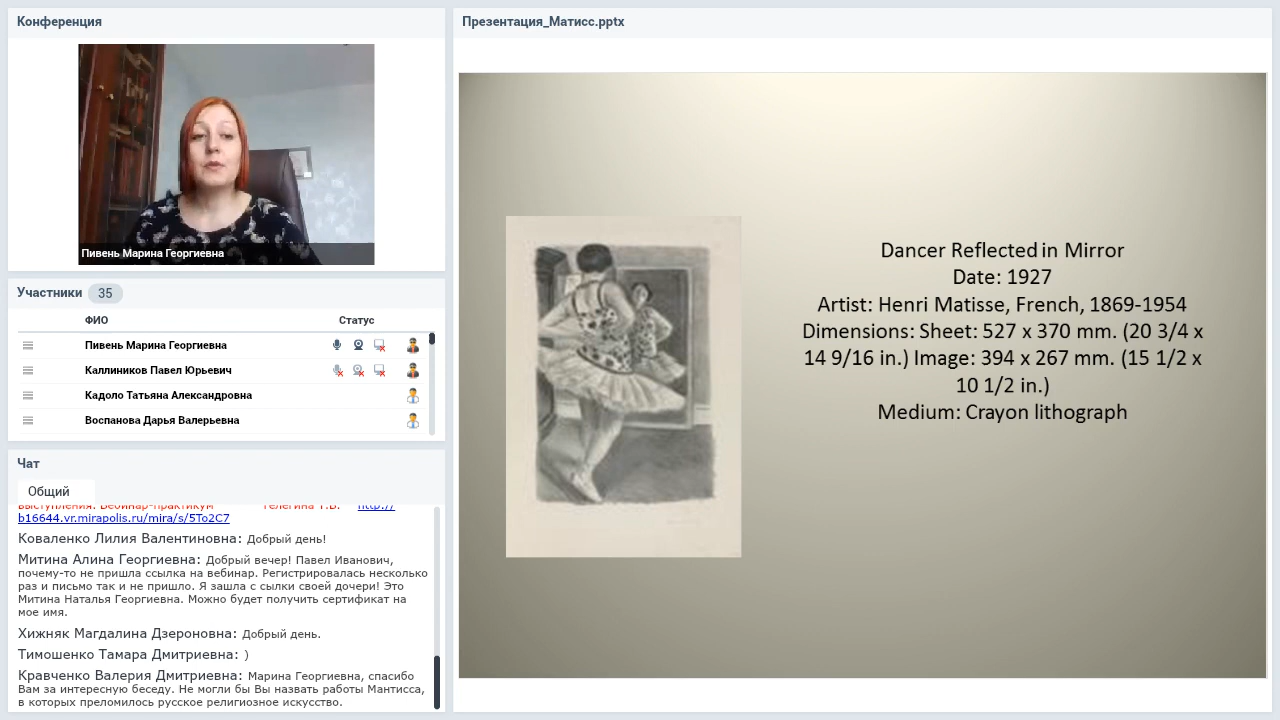 Конференция
Пивень Марина Георгиевна
Участники 35
ФИО Статус
Пивень Марина Георгиевна
Каллиников Павел Юрьевич
Кадоло Татьяна Александровна
Воспанова Дарья Валерьевна
Чат
Общий
выступления. Вебинар-практикум Телегина Т.В. http://
b16644.vr.mirapolis.ru/mira/s/5To2C7
Коваленко Лилия Валентиновна: Добрый день!
Митина Алина Георгиевна: Добрый вечер! Павел Иванович,
почему-то не пришла ссылка на вебинар. Регистрировалась несколько
раз и письмо так и не пришло. Я зашла с сылки своей дочери! Это
Митина Наталья Георгиевна. Можно будет получить сертификат на
мое имя.
Хижняк Магдалина Дзероновна: Добрый день.
Тимошенко Тамара Дмитриевна: )
Кравченко Валерия Дмитриевна: Марина Георгиевна, спасибо
Вам за интересную беседу. Не могли бы Вы назвать работы Мантисса,
в которых преломилось русское религиозное искусство.
Презентация_Матисс.pptx
Dancer Reflected in Mirror
Date: 1927
Artist: Henri Matisse, French, 1869-1954
Dimensions: Sheet: 527 x 370 mm. (20 3/4 x
14 9/16 in.) Image: 394 x 267 mm. (15 1/2 x
10 1/2 in.)
Medium: Crayon lithograph